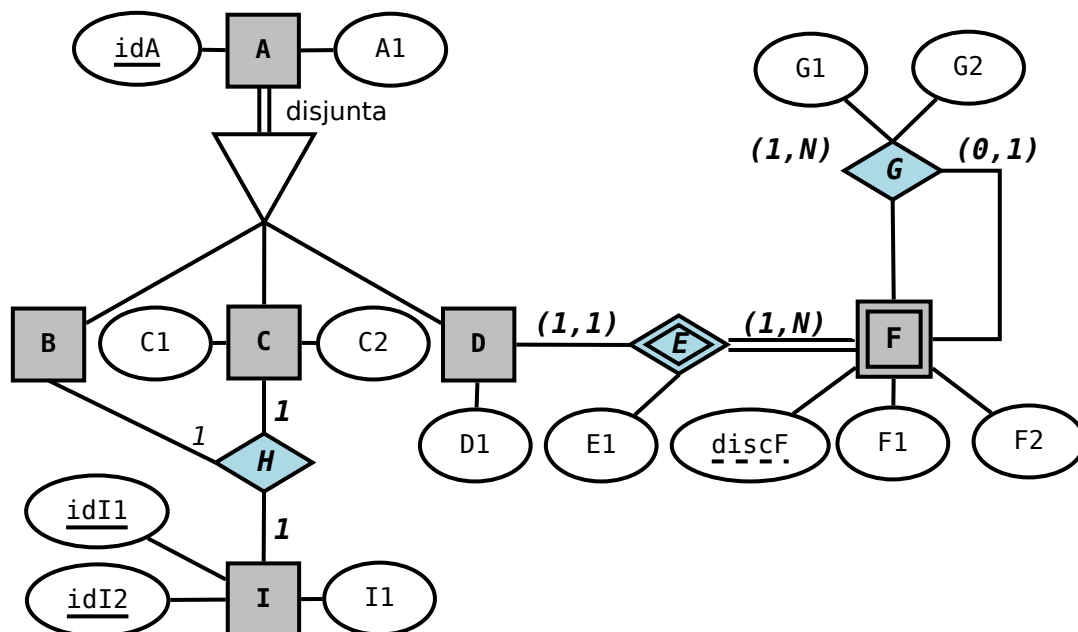 idA A A1
G1 G2
disjunta
(1,N) (0,1)
G
B C1 C C2 D (1,1) E (1,N) F
1 1
D1 E1 discF F1 F2
H
idI1
1
idI2 I I1